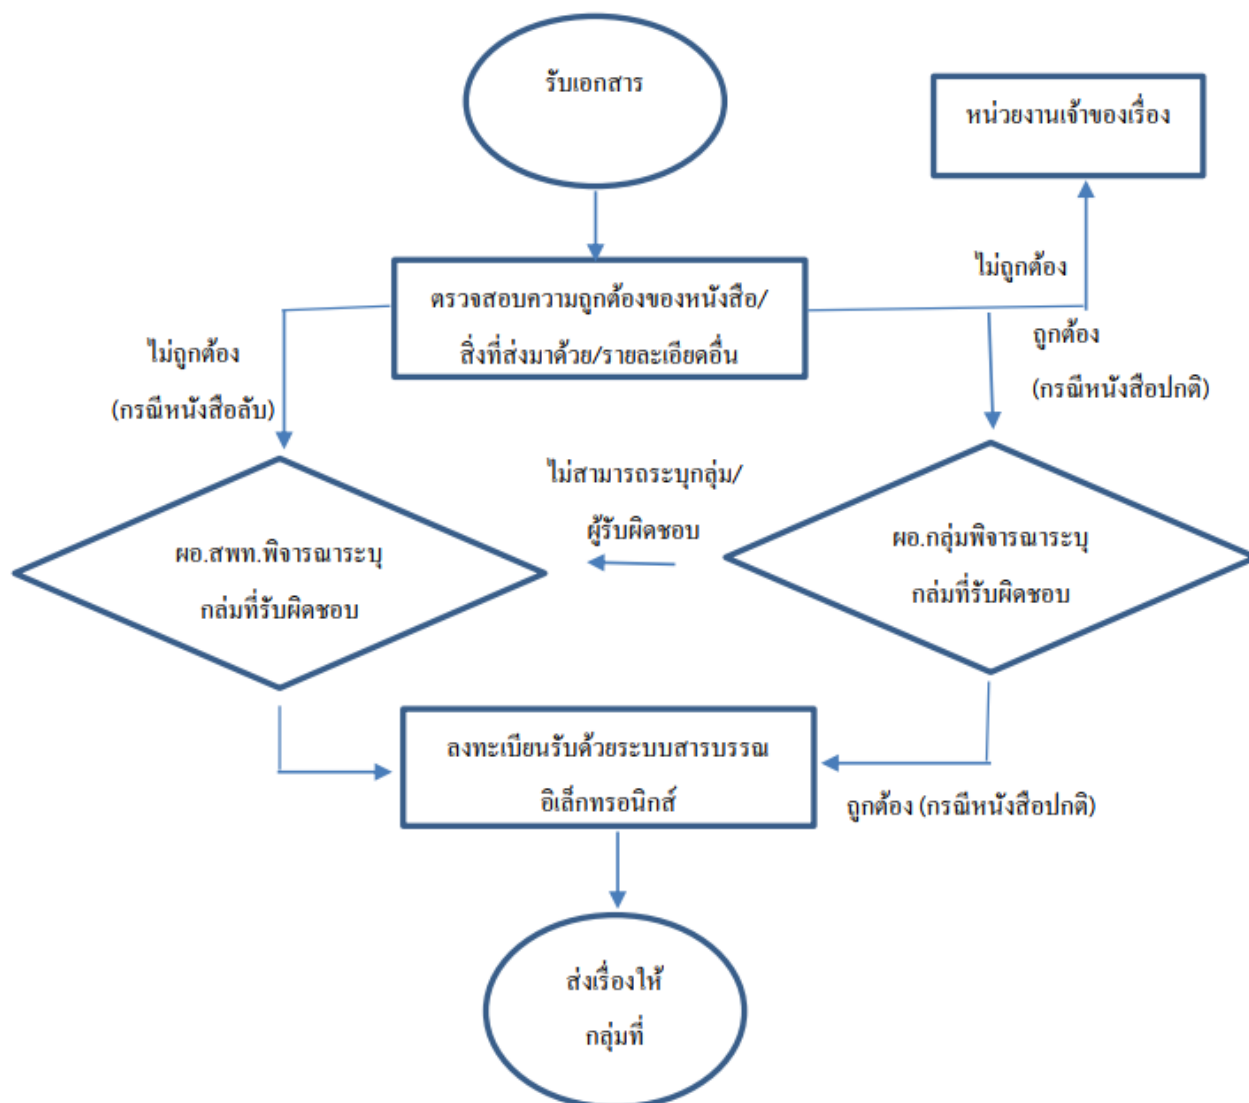 รับเอกสาร
หน่วยงานเจ้าของเรื่อง
ไม่ถูกต้อง
ตรวจสอบความถูกต้องของหนังสือ/
สิ่งที่ส่งมาด้วย/รายละเอียดอื่น
ถูกต้อง
(กรณีหนังสือปกติ)
ไม่ถูกต้อง
(กรณีหนังสือลับ)
ไม่สามารถระบุกลุ่ม/
ผู้รับผิดชอบ
ผอ.สพท.พิจารณาระบุ
กล่มที่รับผิดชอบ
ผอ.กลุ่มพิจารณาระบุ
กล่มที่รับผิดชอบ
ลงทะเบียนรับด้วยระบบสารบรรณ
อิเล็กทรอนิกส์
ถูกต้อง (กรณีหนังสือปกติ)
ส่งเรื่องให้
กลุ่มที่